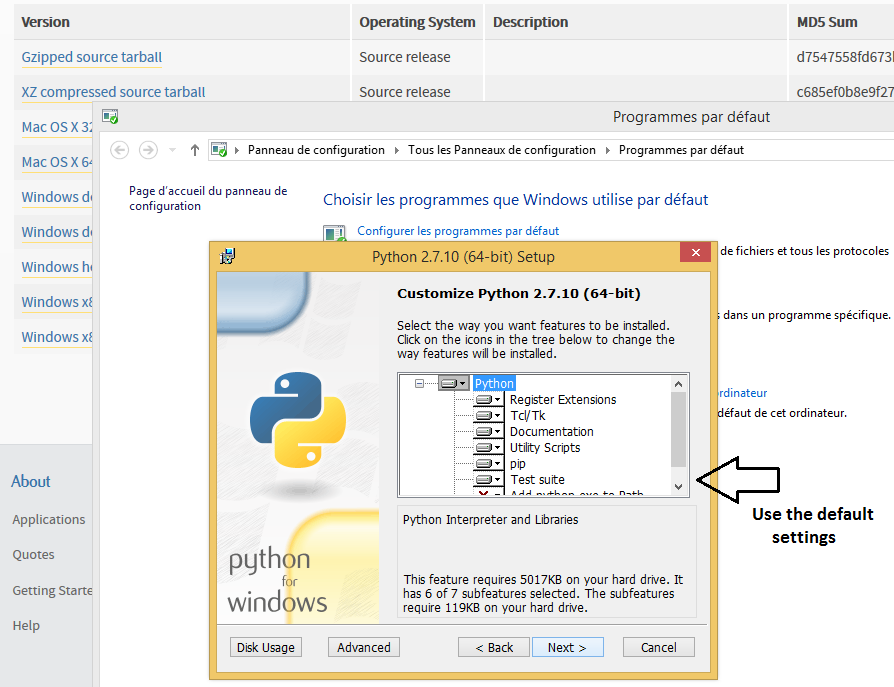 Version Operating System Description MD5 Sum
Gzipped source tarball Source release d7547558fd673
XZ compressed source tarball Source release c685ef0b8e9f27
Mac OS X 32
Mac OS X 64
Windows
Windows
Windows
Windows x8
Windows x8
Programmes par défaut
Panneau de configuration Tous les Panneaux de configuration Programmes par défaut
Page d'accueil du panneau de
configuration
Choisir les programmes que Windows utilise par défaut
Configurer les programmes par défaut
de fichiers et tous les protocoles
dans un programme spécifique.
ordinateur
défaut de cet ordinateur.
Python 2.7.10 (64-bit) Setup
Customize Python 2.7.10 (64-bit)
Select the way you want features to be installed.
Click on the icons in the tree below to change the
way features will be installed.
Python
Register Extensions
Tcl/Tk
Documentation
Utility Scripts
pip
Test suite
Add python.exe to Path
Python Interpreter and Libraries
This feature requires 5017KB on your hard drive. It
has 6 of 7 subfeatures selected. The subfeatures
require 119KB on your hard drive.
python
for
windows
Disk Usage Advanced < Back Next > Cancel
Use the default
settings
About
Applications
Quotes
Getting Starte
Help